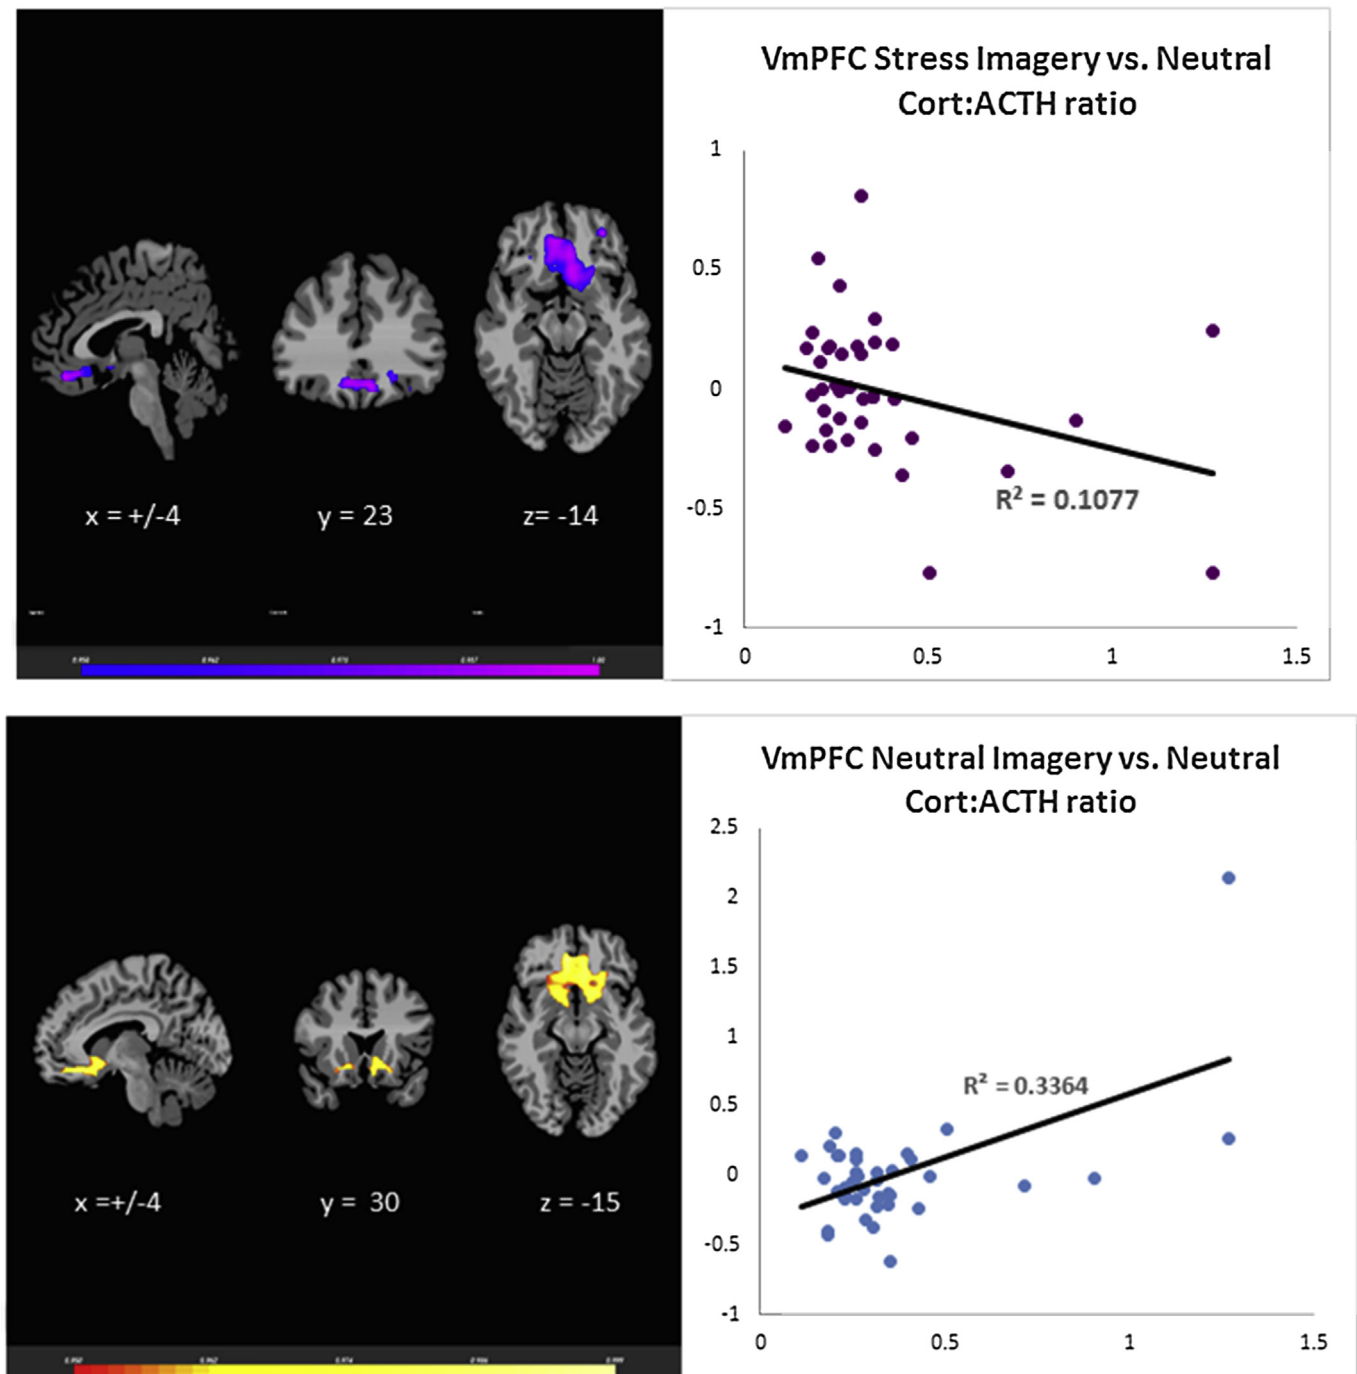 VmPFC Stress Imagery vs. Neutral
Cort:ACTH ratio
1
0.5
0
-0.5
-1
R² = 0.1077
0 0.5 1 1.5
x = +/-4 y = 23 z= -14
VmPFC Neutral Imagery vs. Neutral
Cort:ACTH ratio
2.5
2
1.5
1
0.5
0
-0.5
-1
R² = 0.3364
0 0.5 1 1.5
x =+/-4 y = 30 z = -15